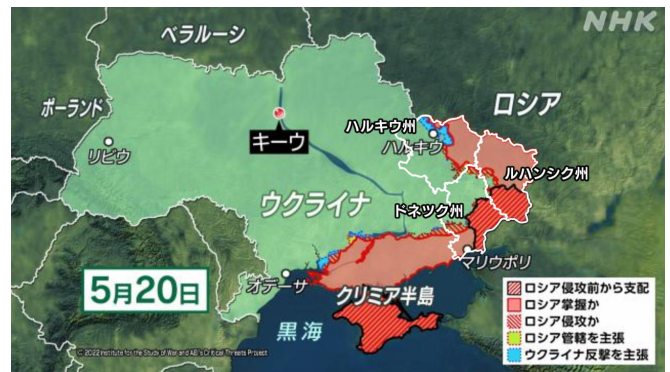 NHK
ベラルーシ
ポーランド
ロシア
ハルキウ州
ハルキウ
キーウ
リビウ
ルハンシク州
ウクライナ
ドネツク州
マリウポリ
オデーサ
5月20日
クリミア半島
黒海
ロシア侵攻前から支配
ロシア掌握か
ロシア侵攻か
ロシア管轄を主張
ウクライナ反撃を主張
© 2022 Institute for the Study of War and AEI's Critical Threats Project